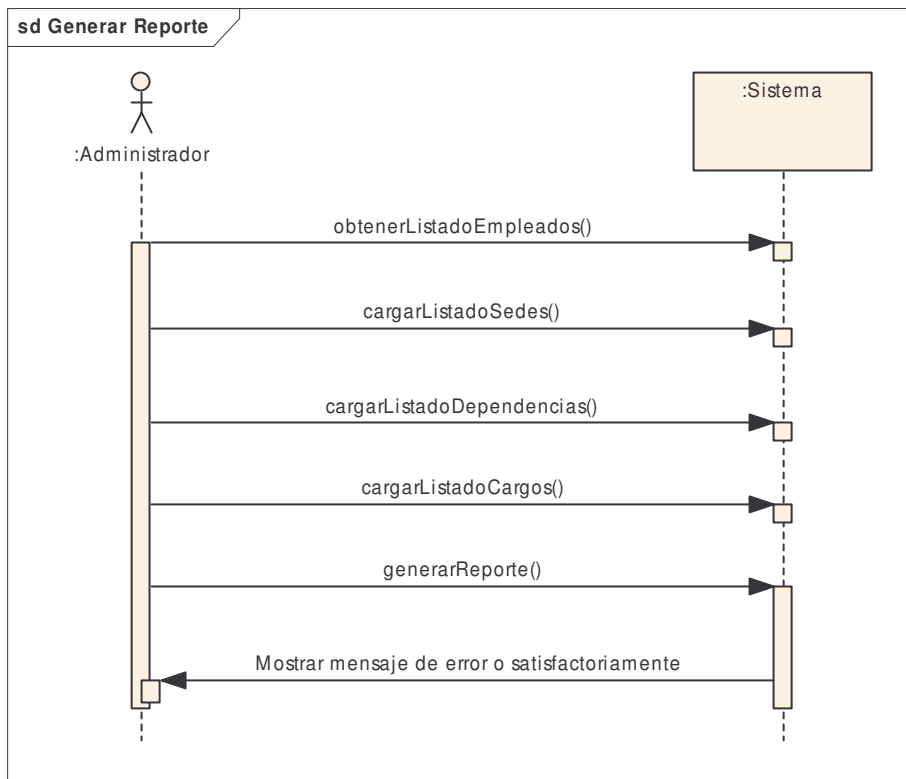 sd Generar Reporte
:Administrador
:Sistema
obtenerListadoEmpleados()
cargarListadoSedes()
cargarListadoDependencias()
cargarListadoCargos()
generarReporte()
Mostrar mensaje de error o satisfactoriamente